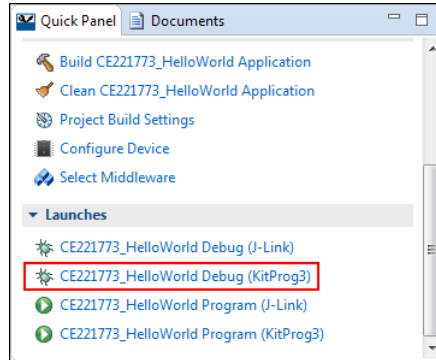 Quick Panel Documents
Build CE221773_HelloWorld Application
Clean CE221773_HelloWorld Application
Project Build Settings
Configure Device
Select Middleware
Launches
CE221773_HelloWorld Debug (J-Link)
CE221773_HelloWorld Debug (KitProg3)
CE221773_HelloWorld Program (J-Link)
CE221773_HelloWorld Program (KitProg3)